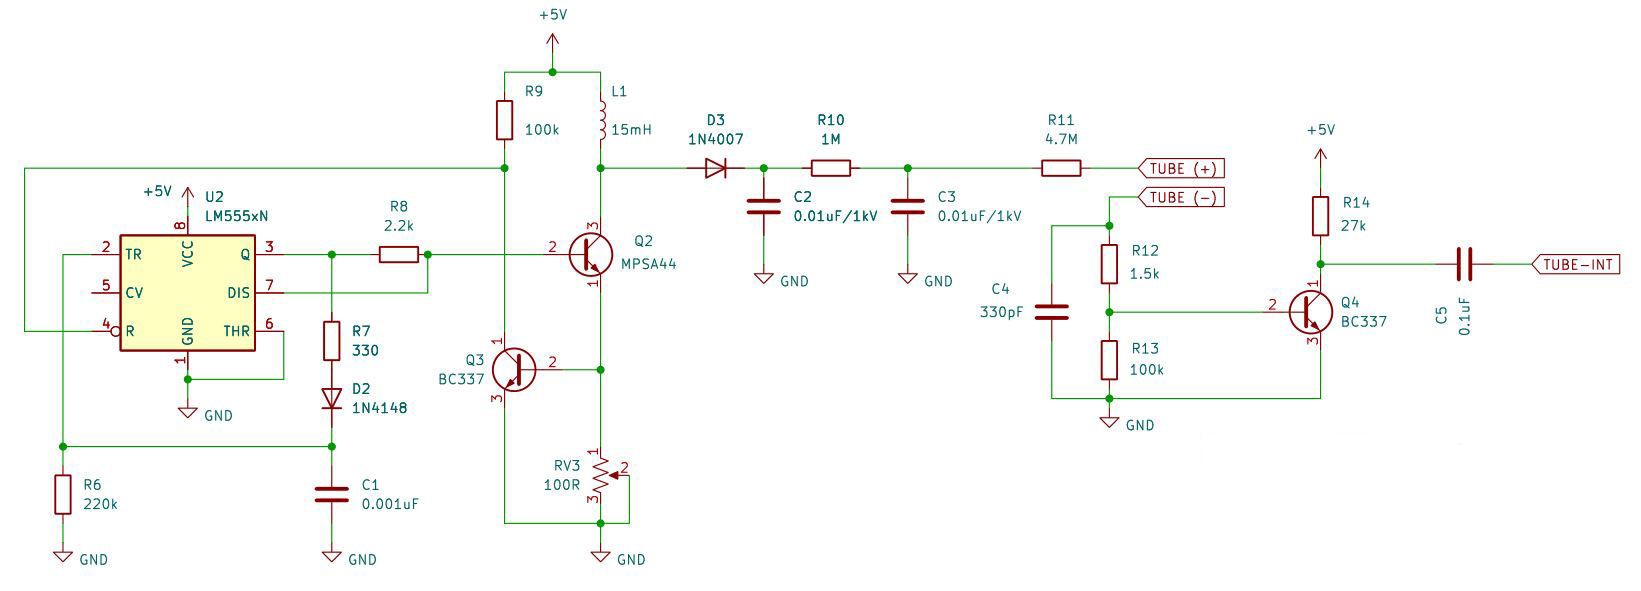 +5V
R9
100k
L1
15mH
D3
1N4007
R10
1M
R11
4.7M
TUBE (+)
TUBE (-)
+5V
+5V
U2
LM555xN
8
VCC
2
TR
Q
3
5
CV
DIS
7
4
R
THR
6
GND
1
GND
R8
2.2k
2
3
Q2
MPSA44
1
C2
0.01uF/1kV
GND
C3
0.01uF/1kV
GND
R14
27k
R12
1.5k
C4
330pF
R13
100k
GND
2
1
Q4
BC337
3
C5
0.1uF
TUBE-INT
R7
330
D2
1N4148
Q3
BC337
1
2
3
RV3
100R
1
2
3
GND
R6
220k
GND
C1
0.001uF
GND